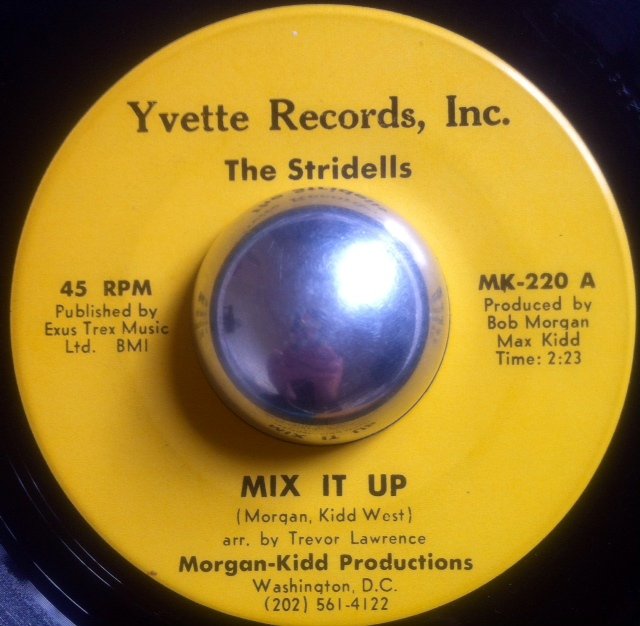 Yvette Records, Inc.
The Stridells
45 RPM
Published by
Exus Trex Music
Ltd. BMI
MK-220 A
Produced by
Bob Morgan
Max Kidd
Time: 2:23
MIX IT UP
(Morgan, Kidd West)
arr. by Trevor Lawrence
Morgan-Kidd Productions
Washington, D.C.
(202) 561-4122